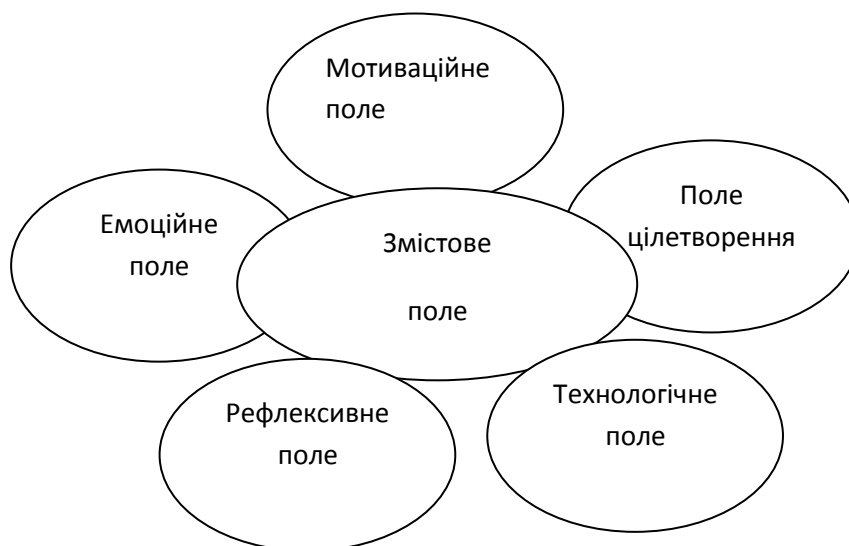 Мотиваційне
поле
Поле
цілетворення
Емоційне
поле
Змістове
поле
Рефлексивне
поле
Технологічне
поле